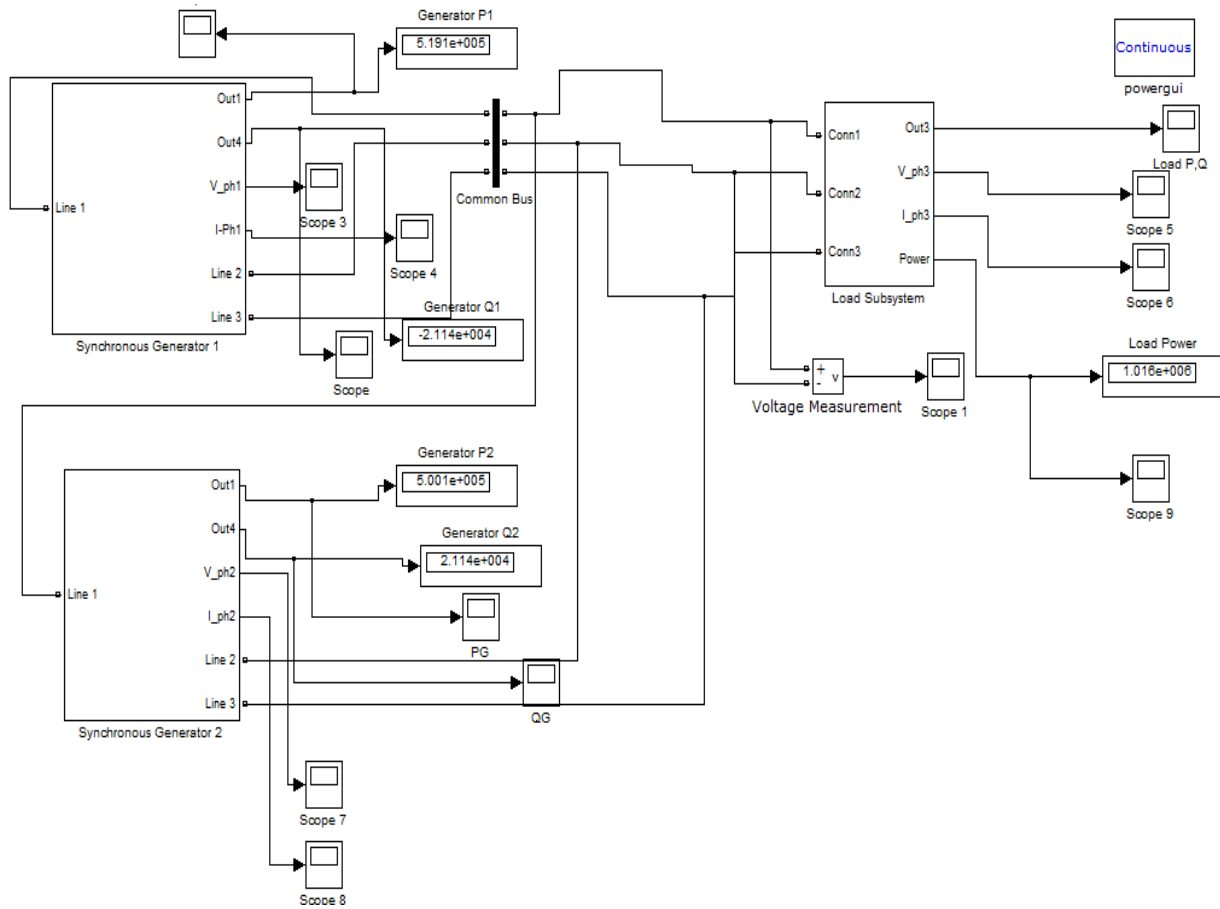 Generator P1
5.191e+005
Continuous
powergui
Out1
Out4
V_ph1
I-Ph1
Line 1
Line 2
Line 3
Synchronous Generator 1
Scope 3
Scope 4
Generator Q1
-2.114e+004
Scope
Common Bus
Conn1
Conn2
Conn3
Out3
V_ph3
I_ph3
Power
Load Subsystem
Load P,Q
Scope 5
Scope 6
Load Power
1.016e+006
+
-
v
Voltage Measurement
Scope 1
Scope 9
Generator P2
5.001e+005
Generator Q2
2.114e+004
Out1
Out4
V_ph2
I_ph2
Line 1
Line 2
Line 3
Synchronous Generator 2
PG
QG
Scope 7
Scope 8